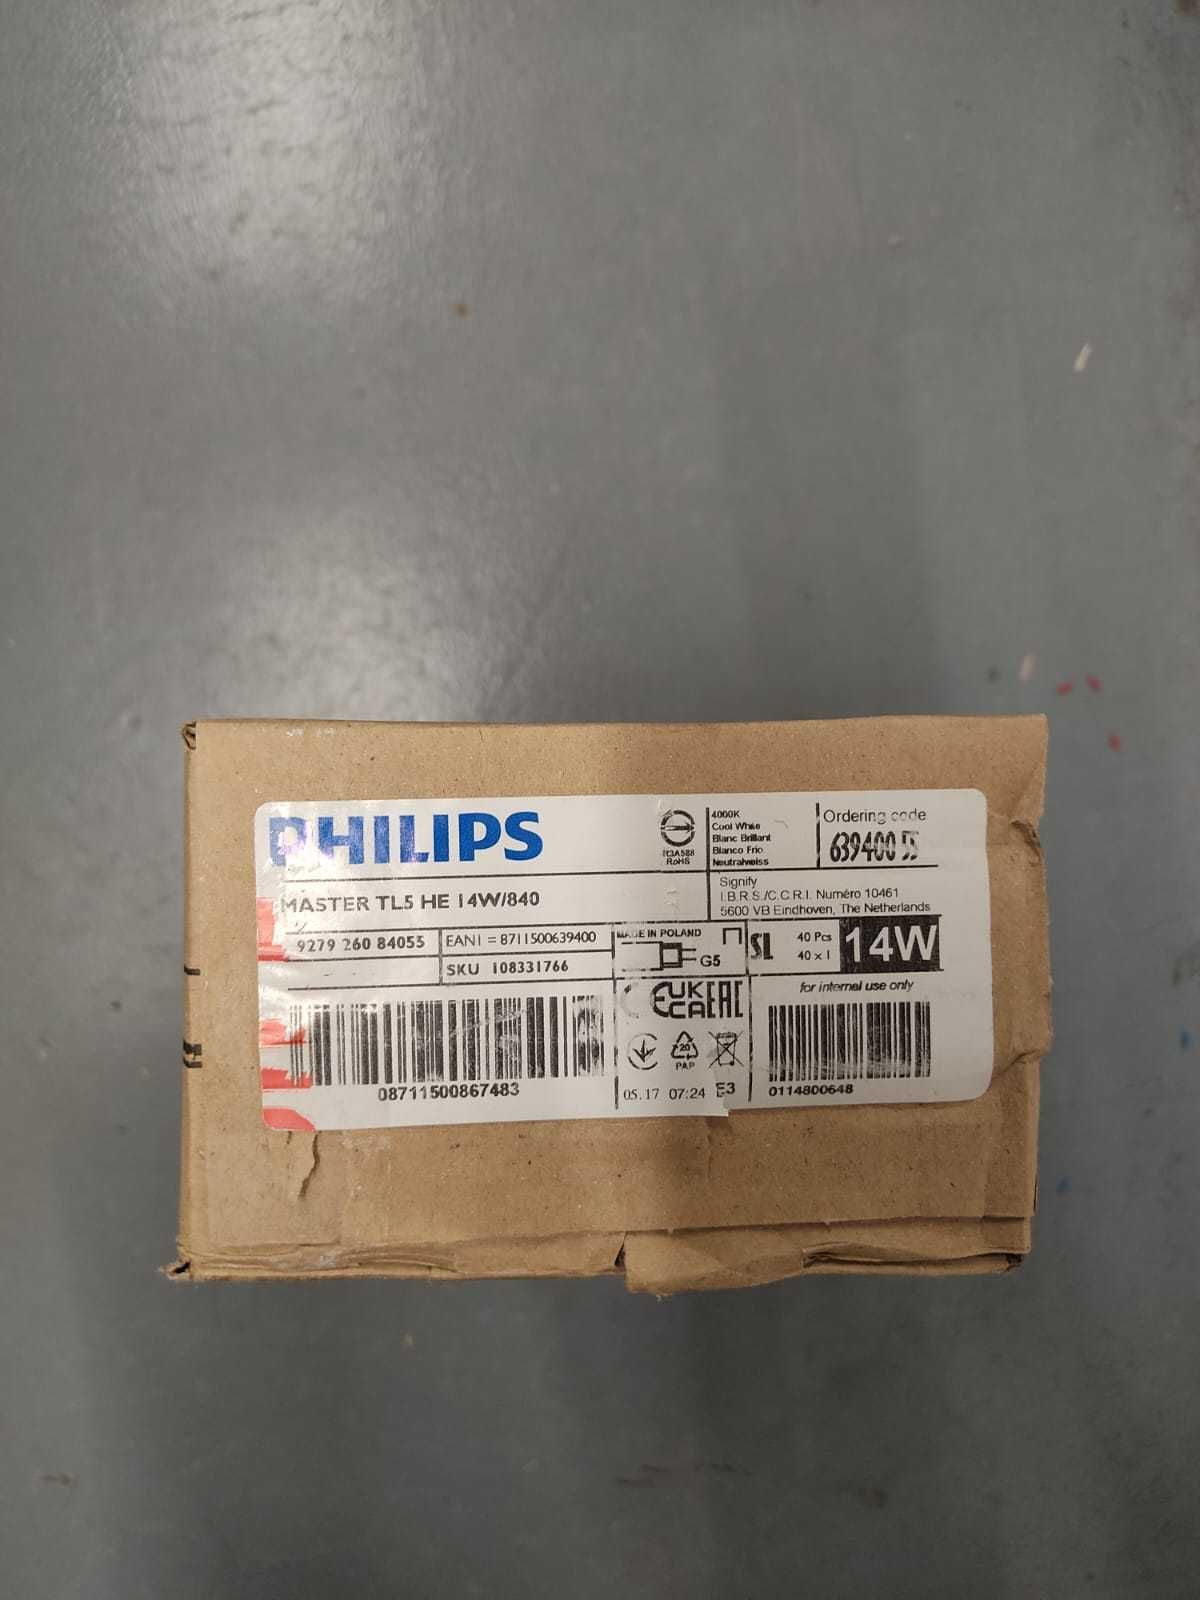 PHILIPS
RoHS
4000K
Cool White
Blanc Brillant
Blanco Frio
Neutralweiss
Ordering code
639400 55
MASTER TL5 HE 14W/840
Signify
I.B.R.S./C.C.R.I. Numéro 10461
5600 VB Eindhoven, The Netherlands
9279 260 84055
EAN1 = 8711500639400
SKU 108331766
MADE IN POLAND
G5
SL
40 Pcs
40 x 1
14W
for internal use only
CE UK CA EAC
20
PAP
08711500867483
05.17 07:24 E3
0114800648